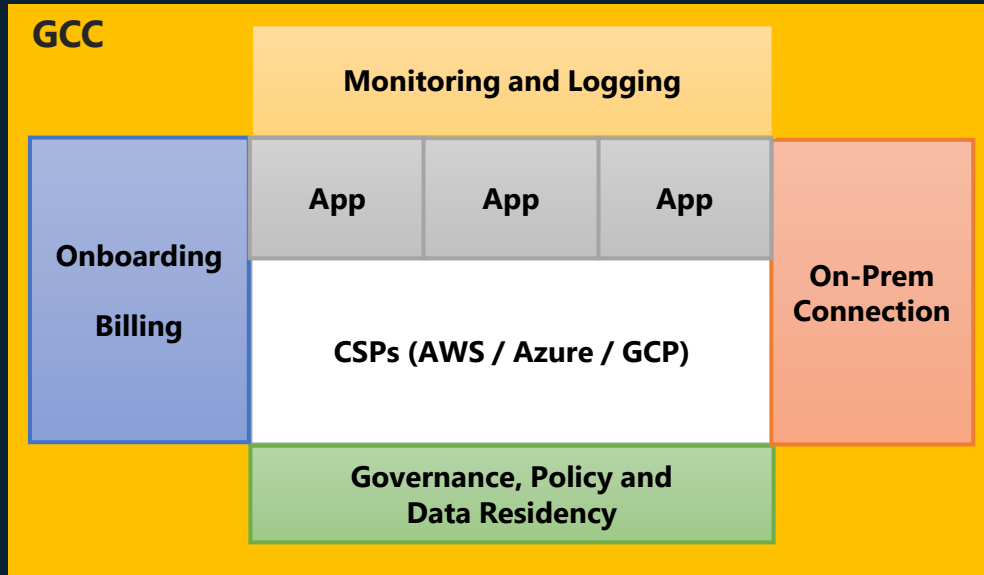 GCC
Monitoring and Logging
App
App
App
Onboarding
Billing
On-Prem
Connection
CSPs (AWS / Azure / GCP)
Governance, Policy and
Data Residency